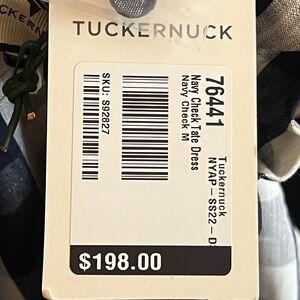 TUCKERNUCK
76441
Tuckernuck
NYAP-SS22-D
Navy Check Tate Dress
Navy Check M
SKU: S92827
$198.00